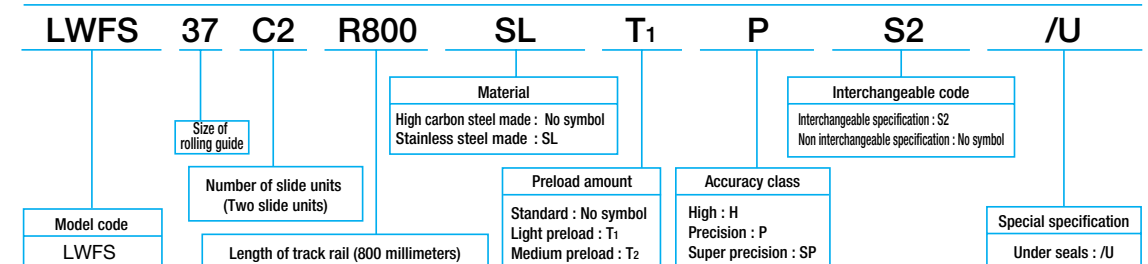 LWFS 37 C2 R800 SL T1 P S2 /U
Material
High carbon steel made : No symbol
Stainless steel made : SL
Interchangeable code
Interchangeable specification : S2
Non interchangeable specification : No symbol
Size of
rolling guide
Number of slide units
(Two slide units)
Preload amount
Standard : No symbol
Light preload : T1
Medium preload : T2
Accuracy class
High : H
Precision : P
Super precision : SP
Model code
LWFS
Length of track rail (800 millimeters)
Special specification
Under seals : /U